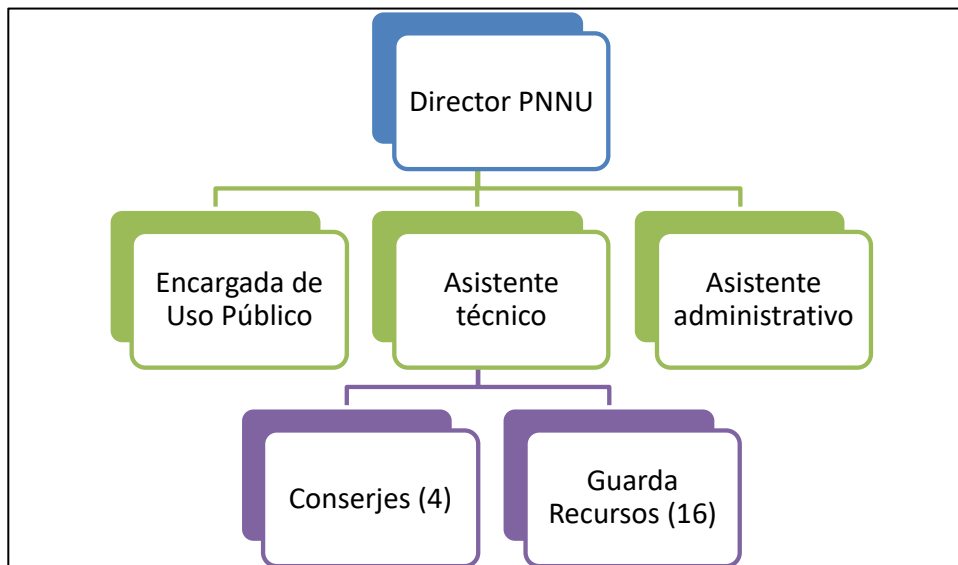 Director PNNU
Encargada de
Uso Público
Asistente
técnico
Asistente
administrativo
Conserjes (4)
Guarda
Recursos (16)